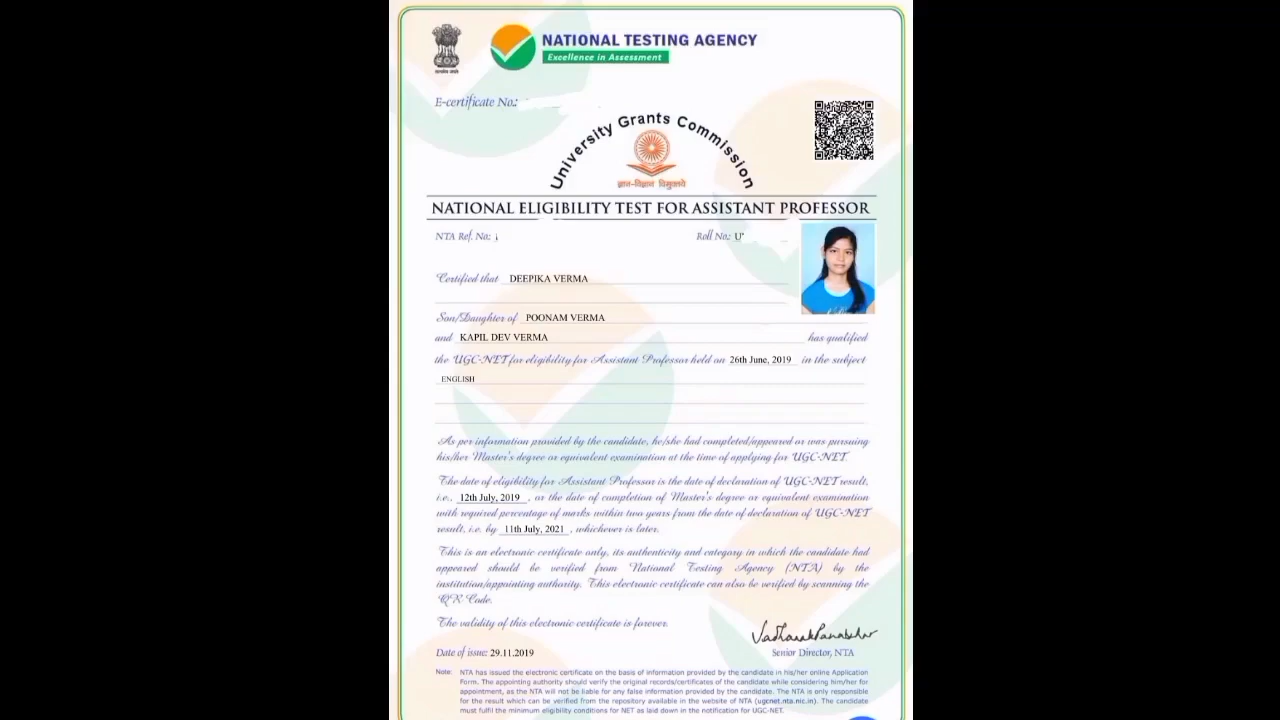 सत्यमेव जयते
NATIONAL TESTING AGENCY
Excellence in Assessment
E-certificate No.:
University Grants Commission
ज्ञान-विज्ञान विमुक्तये
NATIONAL ELIGIBILITY TEST FOR ASSISTANT PROFESSOR
NTA Ref. No.:
Roll No.: U
Certified that DEEPIKA VERMA
Son/Daughter of POONAM VERMA
and KAPIL DEV VERMA has qualified
the UGC-NET for eligibility for Assistant Professor held on 26th June, 2019 in the subject
ENGLISH
As per information provided by the candidate, he/she had completed/appeared or was pursuing
his/her Master's degree or equivalent examination at the time of applying for UGC-NET.
The date of eligibility for Assistant Professor is the date of declaration of UGC-NET result,
i.e., 12th July, 2019, or the date of completion of Master's degree or equivalent examination
with required percentage of marks within two years from the date of declaration of UGC-NET
result, i.e. by 11th July, 2021, whichever is later.
This is an electronic certificate only, its authenticity and category in which the candidate had
appeared should be verified from National Testing Agency (NTA) by the
institution/appointing authority. This electronic certificate can also be verified by scanning the
QR Code.
The validity of this electronic certificate is forever.
Date of issue: 29.11.2019
Senior Director, NTA
Note: NTA has issued the electronic certificate on the basis of information provided by the candidate in his/her online Application
Form. The appointing authority should verify the original records/certificates of the candidate while considering him/her for
appointment, as the NTA will not be liable for any false information provided by the candidate. The NTA is only responsible
for the result which can be verified from the repository available in the website of NTA (ugcnet.nta.nic.in). The candidate
must fulfil the minimum eligibility conditions for NET as laid down in the notification for UGC-NET.